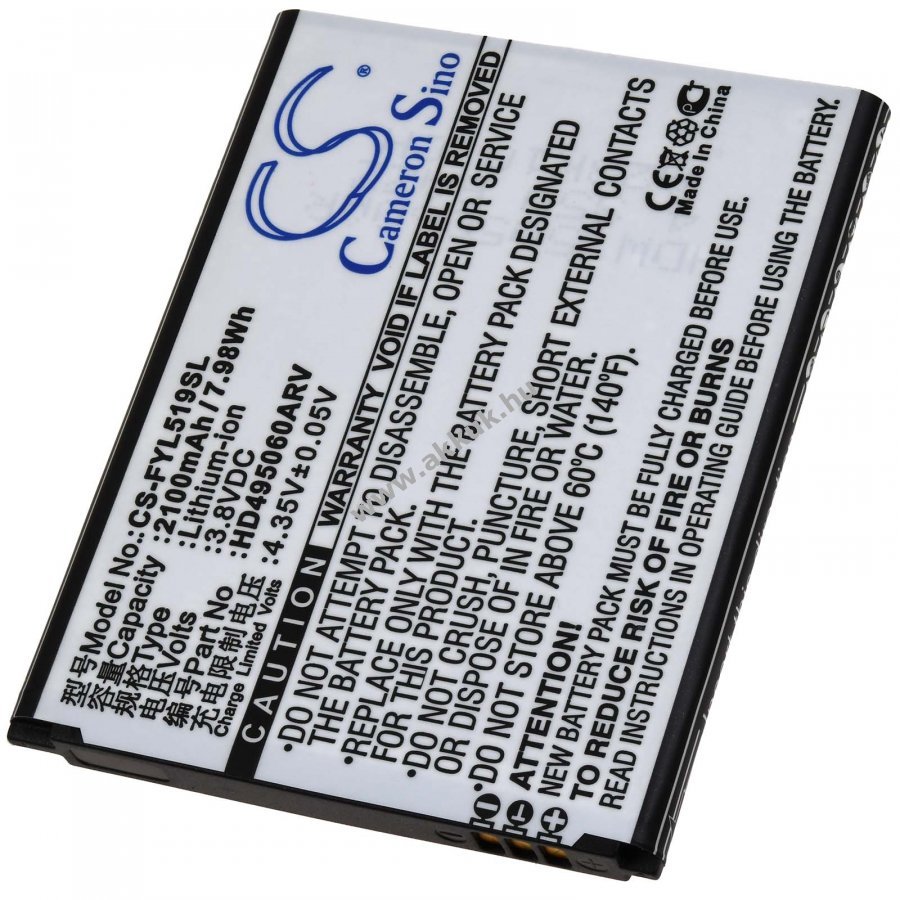 CS
®
Cameron Sino
Made in China
型号Model No.:CS-FYL519SL
容量Capacity :2100mAh/7.98Wh
规格Type :Lithium-ion
电压Volts :3.8VDC
编号Part No :HD495060ARV
充电限制电压 :4.35V±0.05V
Charge Limited Volts
CAUTION WARRANTY VOID IF LABEL IS REMOVED
•DO NOT ATTEMPT TO DISASSEMBLE, OPEN OR SERVICE
THE BATTERY PACK.
•REPLACE ONLY WITH THE BATTERY PACK DESIGNATED
•DO NOT CRUSH, PUNCTURE, SHORT EXTERNAL CONTACTS
OR DISPOSE OF IN FIRE OR WATER.
•DO NOT STORE ABOVE 60°C (140°F).
ATTENTION!
NEW BATTERY PACK MUST BE FULLY CHARGED BEFORE USE.
TO REDUCE RISK OF FIRE OR BURNS
READ INSTRUCTIONS INSIDE BEFORE USING THE BATTERY.
www.akkuk.hu